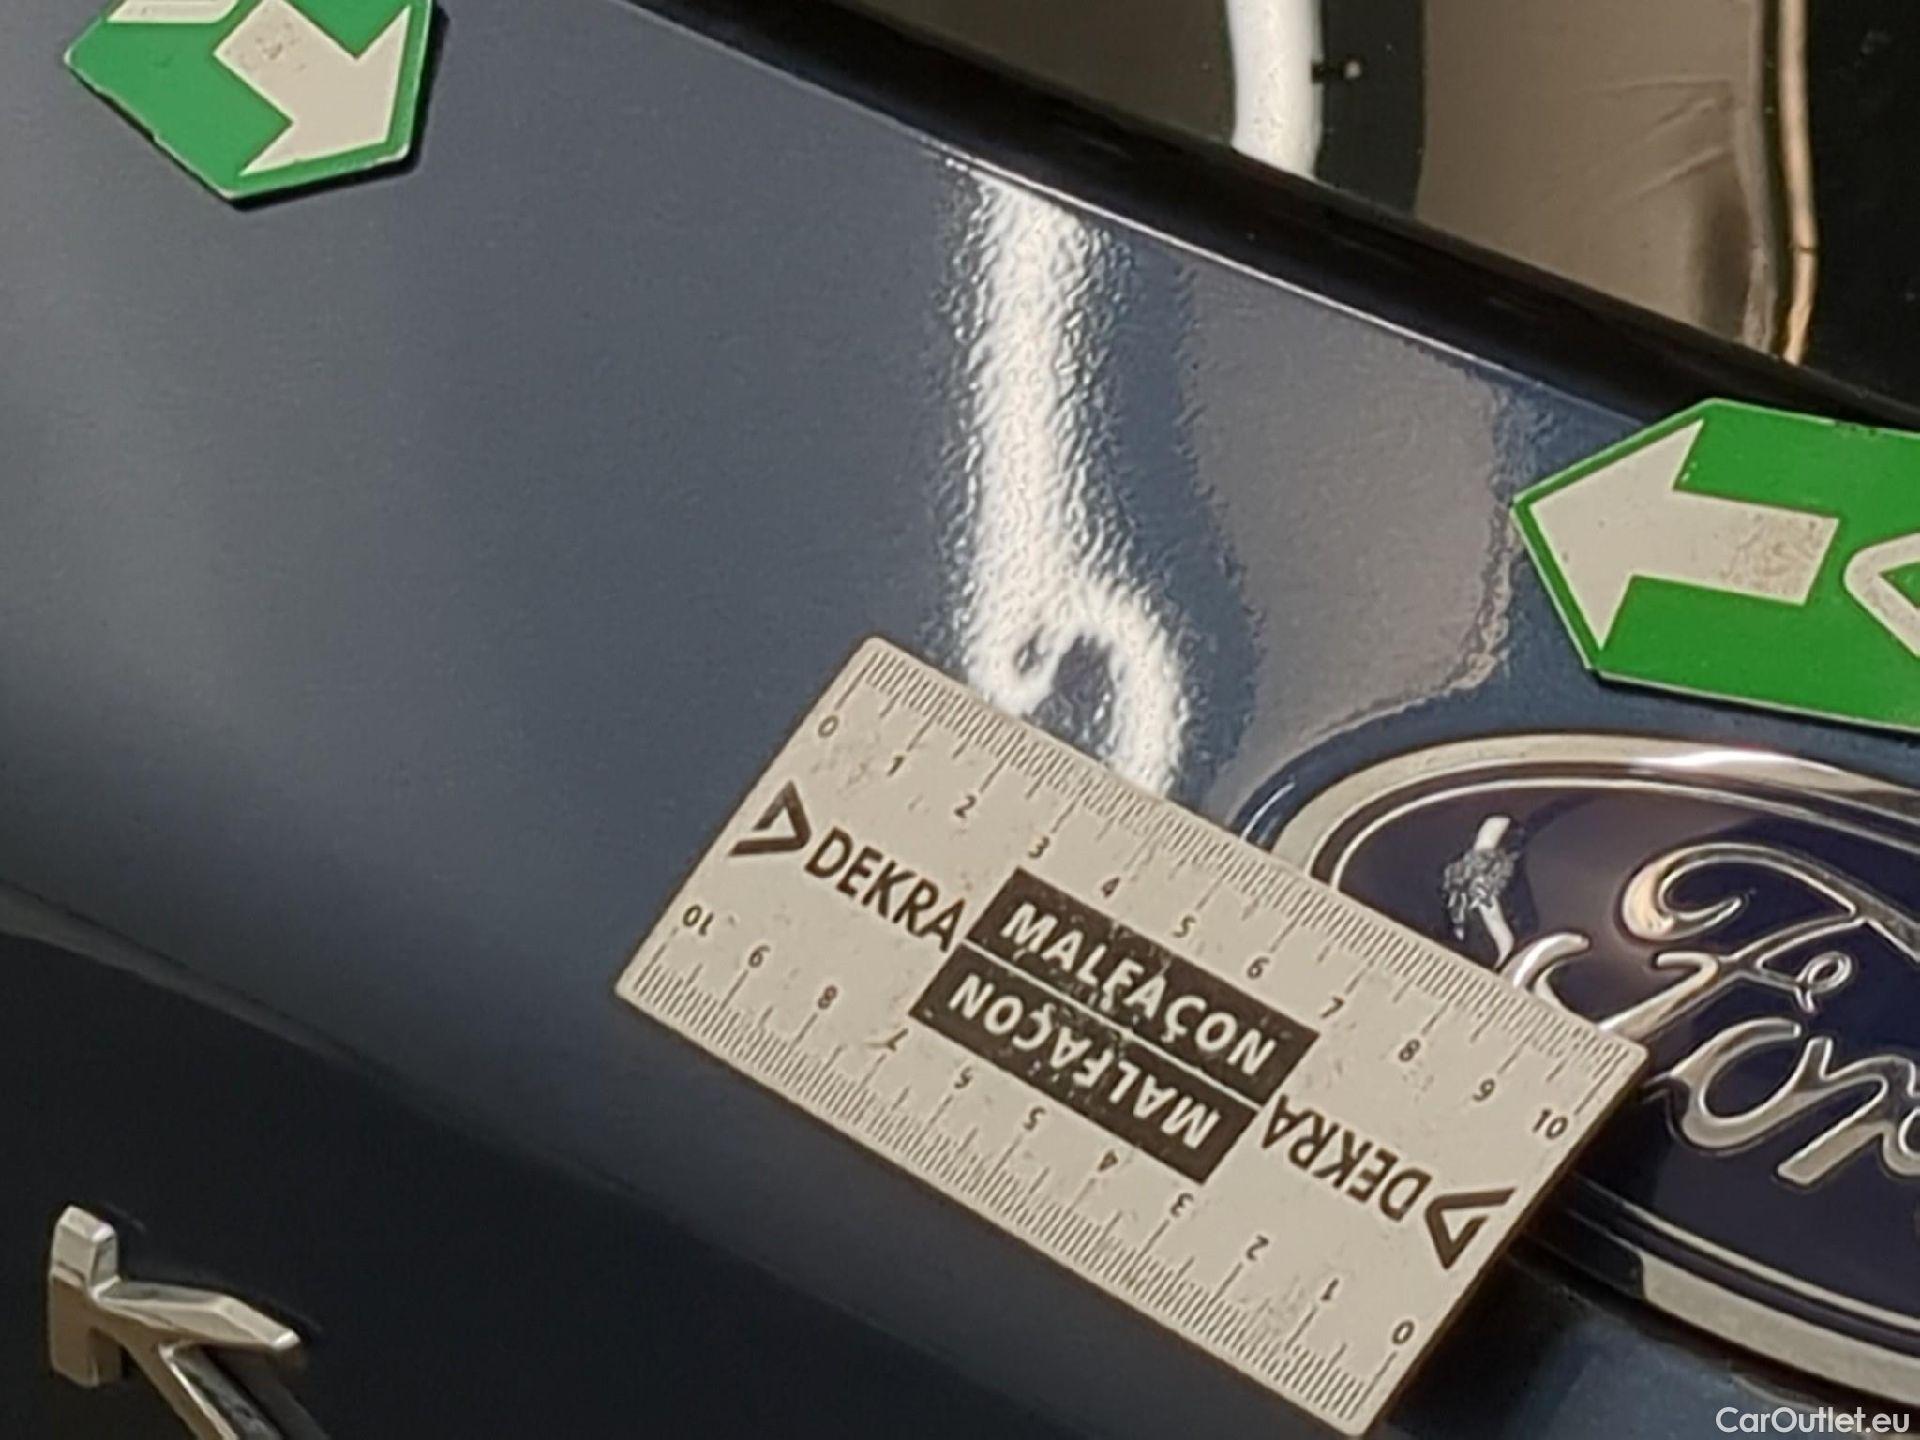 0 1 2 3 4 5 6 7 8 9 10
DEKRA
MALFAÇON
MALFAÇON
DEKRA
0 1 2 3 4 5 6 7 8 9 10
Ford
K
CarOutlet.eu